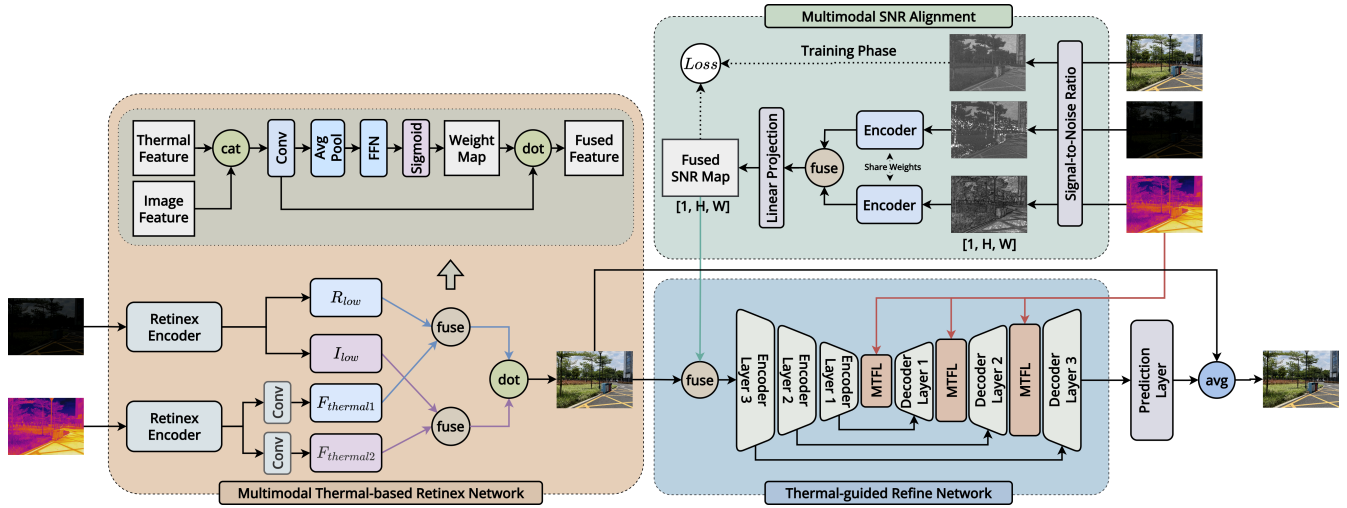 Multimodal SNR Alignment
Loss
Training Phase
Signal-to-Noise Ratio
Encoder
Share Weights
Encoder
fuse
Linear Projection
Fused
SNR Map
[1, H, W]
[1, H, W]
Thermal
Feature
Image
Feature
cat
Conv
Avg
Pool
FFN
Sigmoid
Weight
Map
dot
Fused
Feature
Retinex
Encoder
R_low
I_low
fuse
Retinex
Encoder
Conv
Conv
F_thermal1
F_thermal2
fuse
dot
Multimodal Thermal-based Retinex Network
fuse
Encoder
Layer 3
Encoder
Layer 2
Encoder
Layer 1
MTFL
Decoder
Layer 1
MTFL
Decoder
Layer 2
MTFL
Decoder
Layer 3
Prediction
Layer
avg
Thermal-guided Refine Network